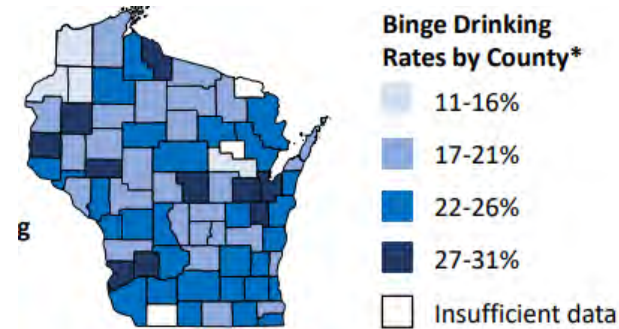 Binge Drinking
Rates by County*
11-16%
17-21%
22-26%
g
27-31%
Insufficient data